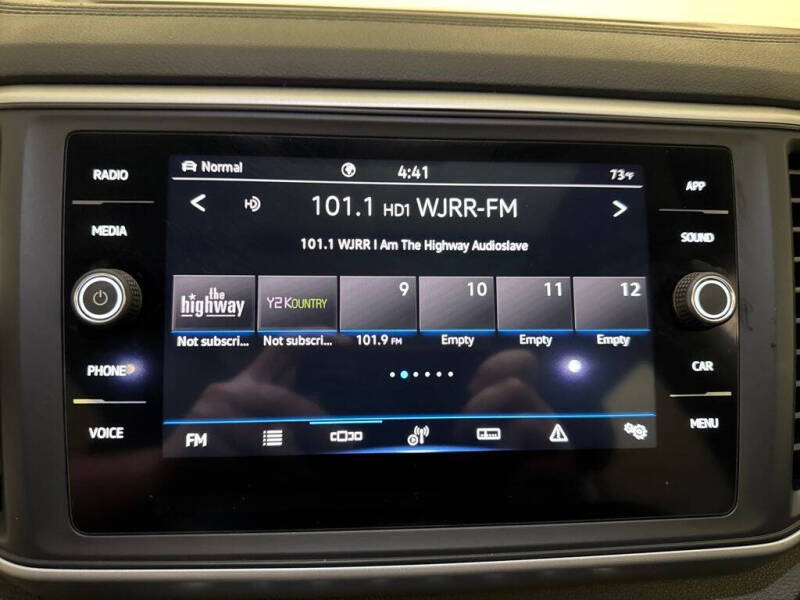 RADIO
MEDIA
PHONE
VOICE
Normal
4:41
73°F
HD
101.1 HD1 WJRR-FM
101.1 WJRR I Am The Highway Audioslave
the highway
Y2KOUNTRY
9
10
11
12
Not subscri...
Not subscri...
101.9 FM
Empty
Empty
Empty
FM
APP
SOUND
CAR
MENU